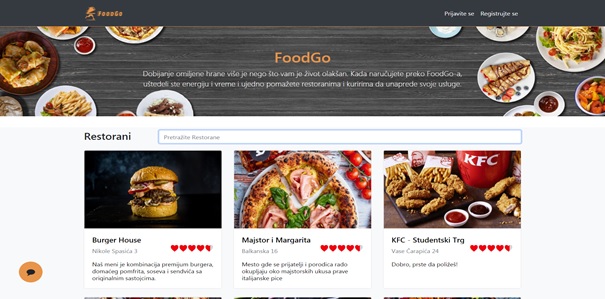 FoodGo
Prijavite se
Registrujte se
FoodGo
Dobijanje omiljene hrane više je nego što vam je život olakšan. Kada naručujete preko FoodGo-a,
uštedeli ste energiju i vreme i ujedno pomažete restoranima i kuririma da unaprede svoje usluge.
Restorani
Pretražite Restorane
Burger House
Nikole Spasića 3
Naš meni je kombinacija premijum burgera,
domaćeg pomfrita, soseva i sendviča sa
originalnim sastojcima.
Majstor i Margarita
Balkanska 16
Mesto gde se prijatelji i porodica rado
okupljaju oko majstorskih ukusa prave
italijanske pice
KFC
KFC - Studentski Trg
Vase Čarapića 24
Dobro, prste da poližeš!